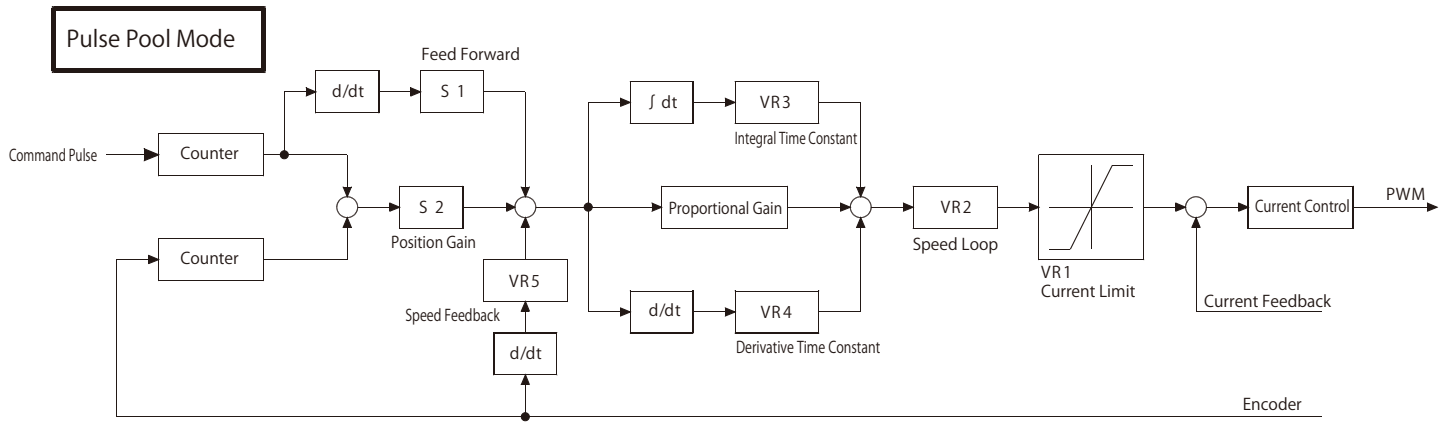 Pulse Pool Mode
Feed Forward
d/dt
S 1
∫ dt
VR3
Integral Time Constant
Command Pulse
Counter
S 2
Position Gain
Proportional Gain
VR2
Speed Loop
VR1
Current Limit
Current Control
PWM
Counter
VR5
Speed Feedback
d/dt
d/dt
VR4
Derivative Time Constant
Current Feedback
Encoder